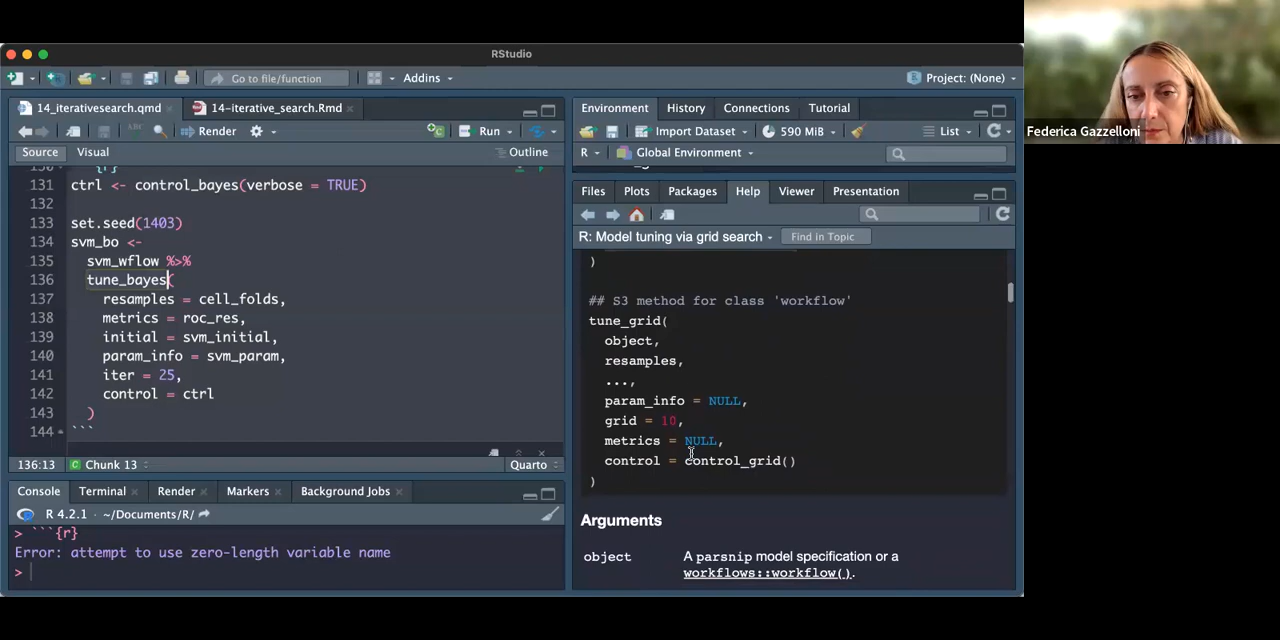 RStudio
Go to file/function
Addins
Project: (None)
14_iterativesearch.qmd
14-iterative_search.Rmd
Render
Run
Source
Visual
Outline
130
{r}
131 ctrl <- control_bayes(verbose = TRUE)
132
133 set.seed(1403)
134 svm_bo <-
135 svm_wflow %>%
136 tune_bayes(
137 resamples = cell_folds,
138 metrics = roc_res,
139 initial = svm_initial,
140 param_info = svm_param,
141 iter = 25,
142 control = ctrl
143 )
144 ```
136:13
Chunk 13
Quarto
Console
Terminal
Render
Markers
Background Jobs
R 4.2.1 · ~/Documents/R/
> ```{r}
Error: attempt to use zero-length variable name
>
Environment
History
Connections
Tutorial
Import Dataset
590 MiB
List
R
Global Environment
Files
Plots
Packages
Help
Viewer
Presentation
R: Model tuning via grid search
Find in Topic
)
## S3 method for class 'workflow'
tune_grid(
object,
resamples,
...,
param_info = NULL,
grid = 10,
metrics = NULL,
control = control_grid()
)
Arguments
object
A parsnip model specification or a
workflows::workflow().
Federica Gazzelloni